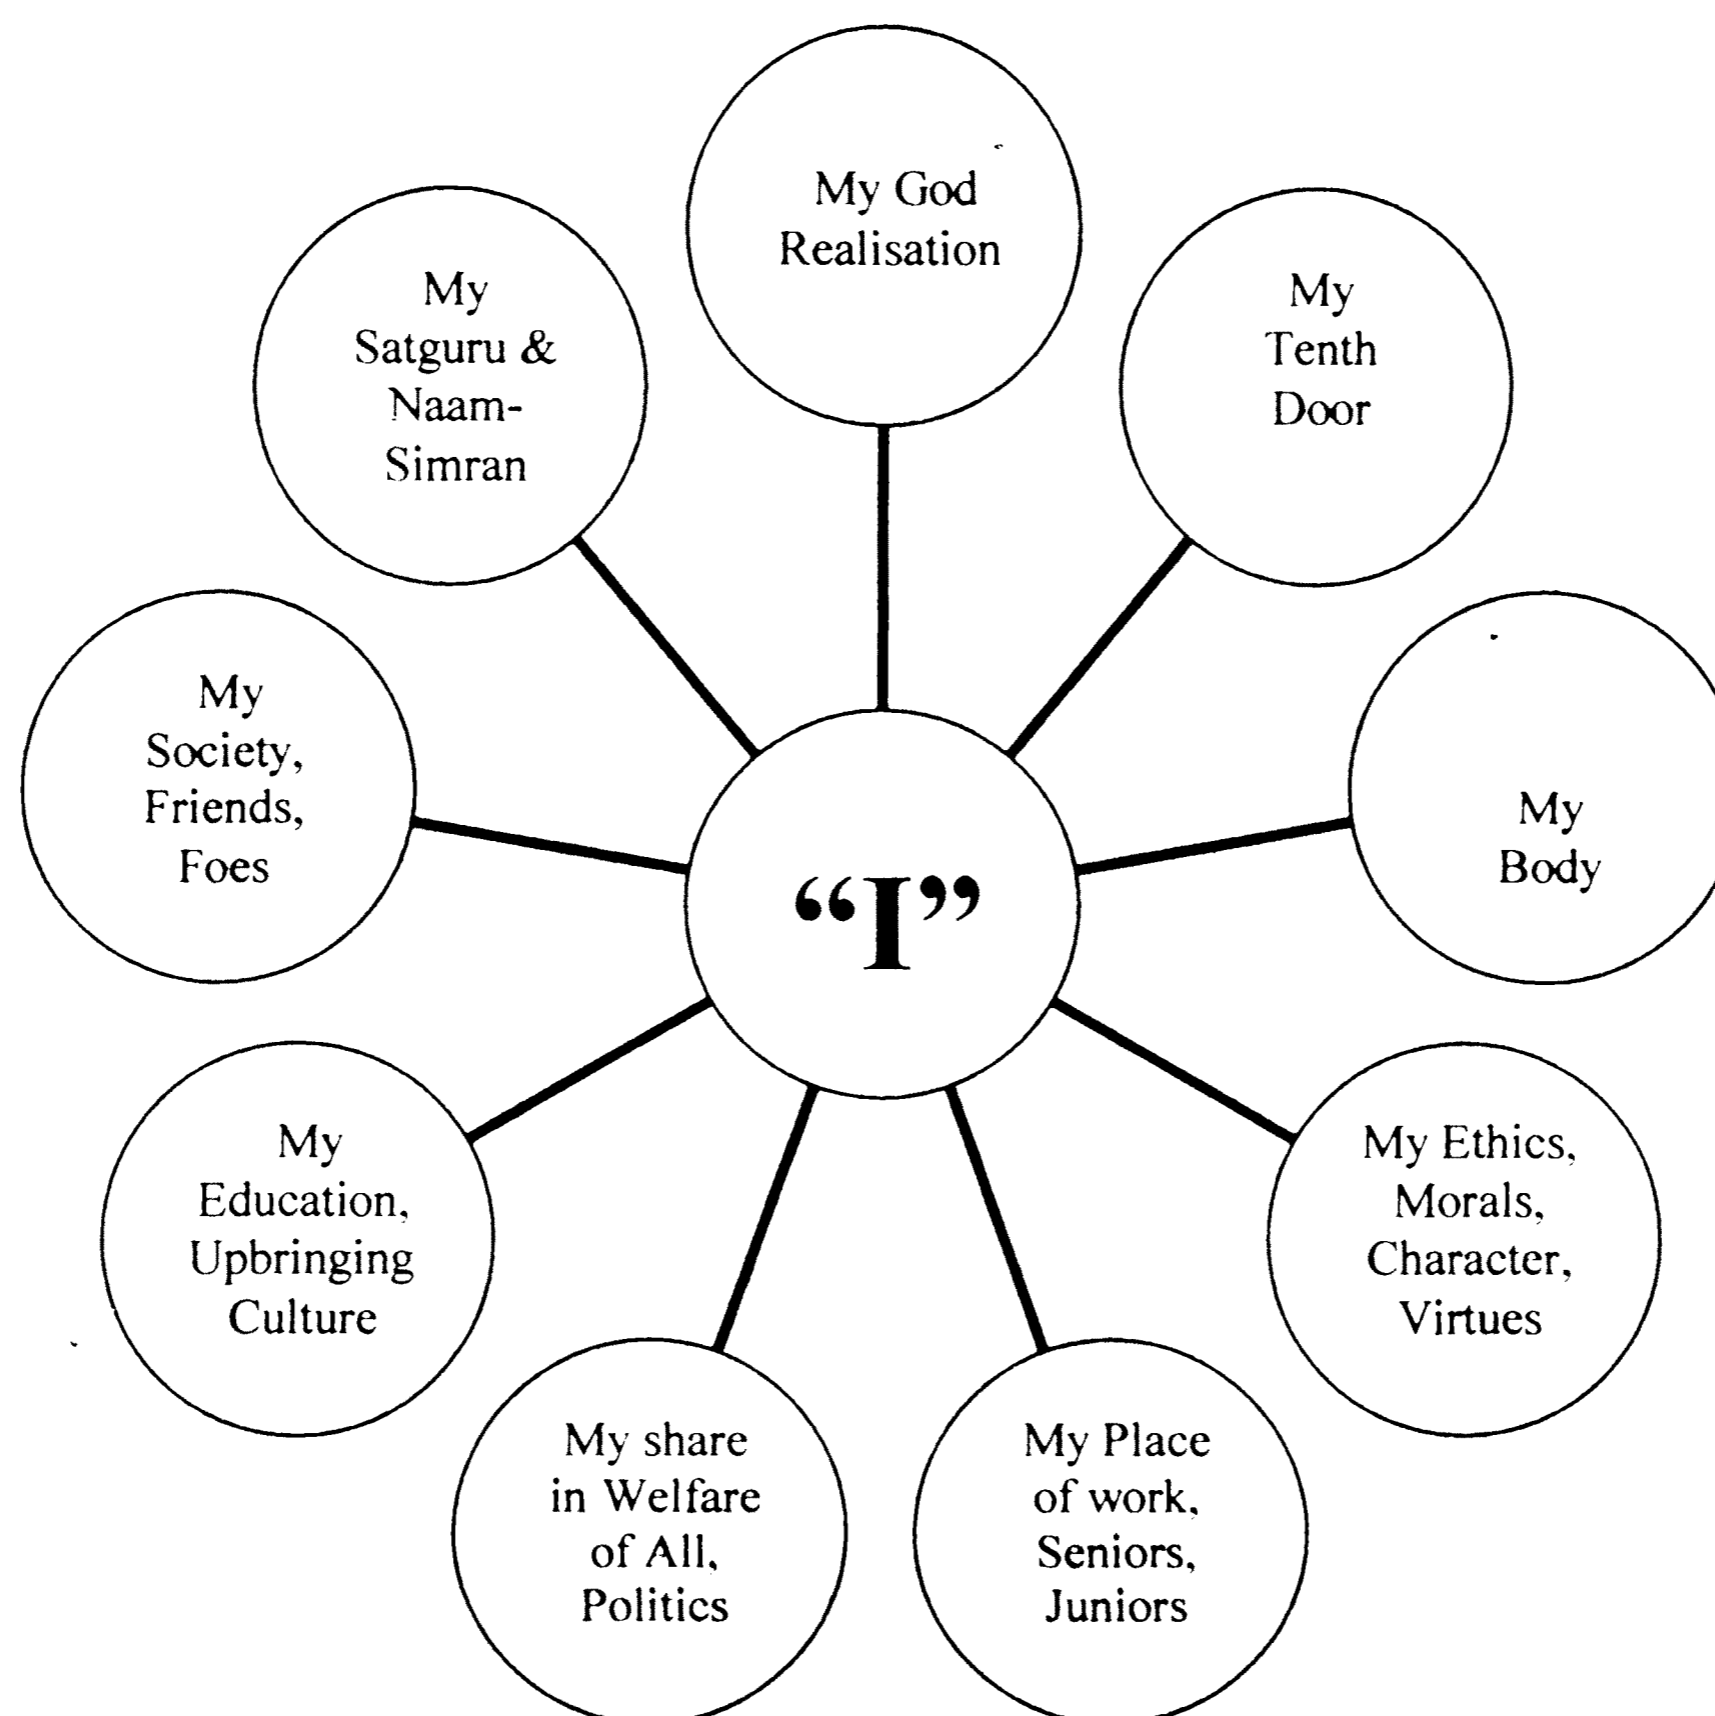 My God
Realisation
My
Satguru &
Naam-
Simran
My
Tenth
Door
My
Society,
Friends,
Foes
My
Body
“I”
My
Education,
Upbringing
Culture
My Ethics,
Morals,
Character,
Virtues
My share
in Welfare
of All,
Politics
My Place
of work,
Seniors,
Juniors